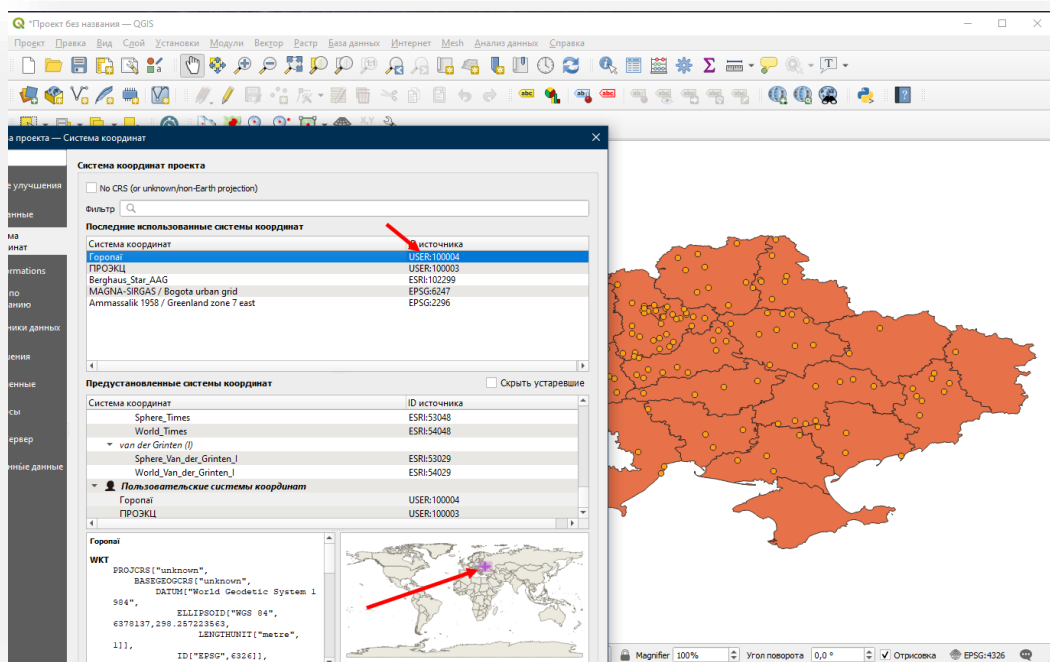 *Проект без названия — QGIS
Проект Правка Вид Слой Установки Модули Вектор Растр База данных Интернет Mesh Анализ данных Справка
а проекта — Система координат
Система координат проекта
е улучшения
No CRS (or unknown/non-Earth projection)
анные
Фильтр
Последние использованные системы координат
ма
инат
Система координат источника
Горопаї USER:100004
ormations
ПРОЭКЦ USER:100003
Berghaus_Star_AAG ESRI:102299
по
MAGNA-SIRGAS / Bogota urban grid EPSG:6247
анию
Ammassalik 1958 / Greenland zone 7 east EPSG:2296
ники данных
шения
Предустановленные системы координат Скрыть устаревшие
енные
Система координат ID источника
сы
Sphere_Times ESRI:53048
World_Times ESRI:54048
ервер
van der Grinten (I)
Sphere_Van_der_Grinten_I ESRI:53029
нные данные
World_Van_der_Grinten_I ESRI:54029
Пользовательские системы координат
Горопаї USER:100004
ПРОЭКЦ USER:100003
Горопаї
WKT
PROJCRS["unknown",
BASEGEOGCRS["unknown",
DATUM["World Geodetic System 1
984",
ELLIPSOID["WGS 84",
6378137,298.257223563,
LENGTHUNIT["metre",
1]],
ID["EPSG",6326]],
Magnifier 100% Угол поворота 0,0 ° Отрисовка EPSG:4326